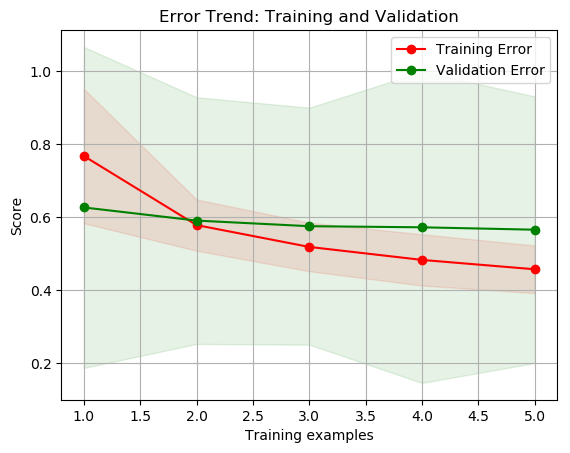 Error Trend: Training and Validation
Training Error
Validation Error
Score
1.0
0.8
0.6
0.4
0.2
1.0 1.5 2.0 2.5 3.0 3.5 4.0 4.5 5.0
Training examples